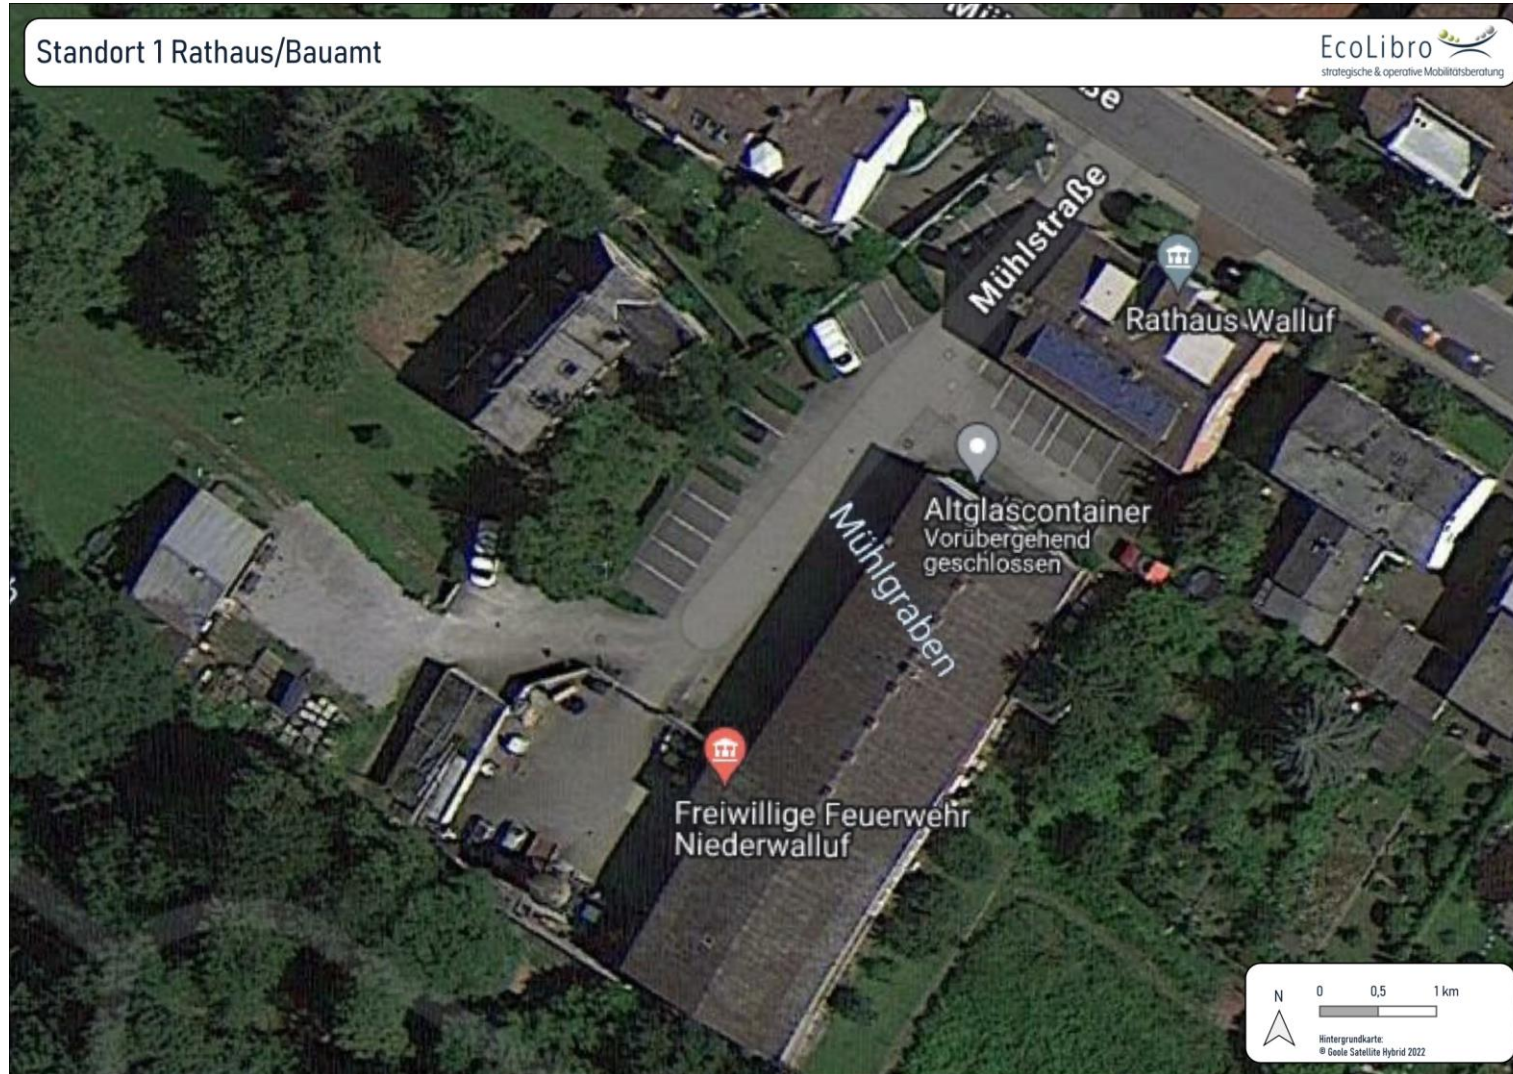 Standort 1 Rathaus/Bauamt
EcoLibro
strategische & operative Mobilitätsberatung
Mühlstraße
Rathaus Walluf
Altglascontainer
Vorübergehend
geschlossen
Mühlgraben
Freiwillige Feuerwehr
Niederwalluf
N
0 0,5 1 km
Hintergrundkarte:
© Goole Satellite Hybrid 2022